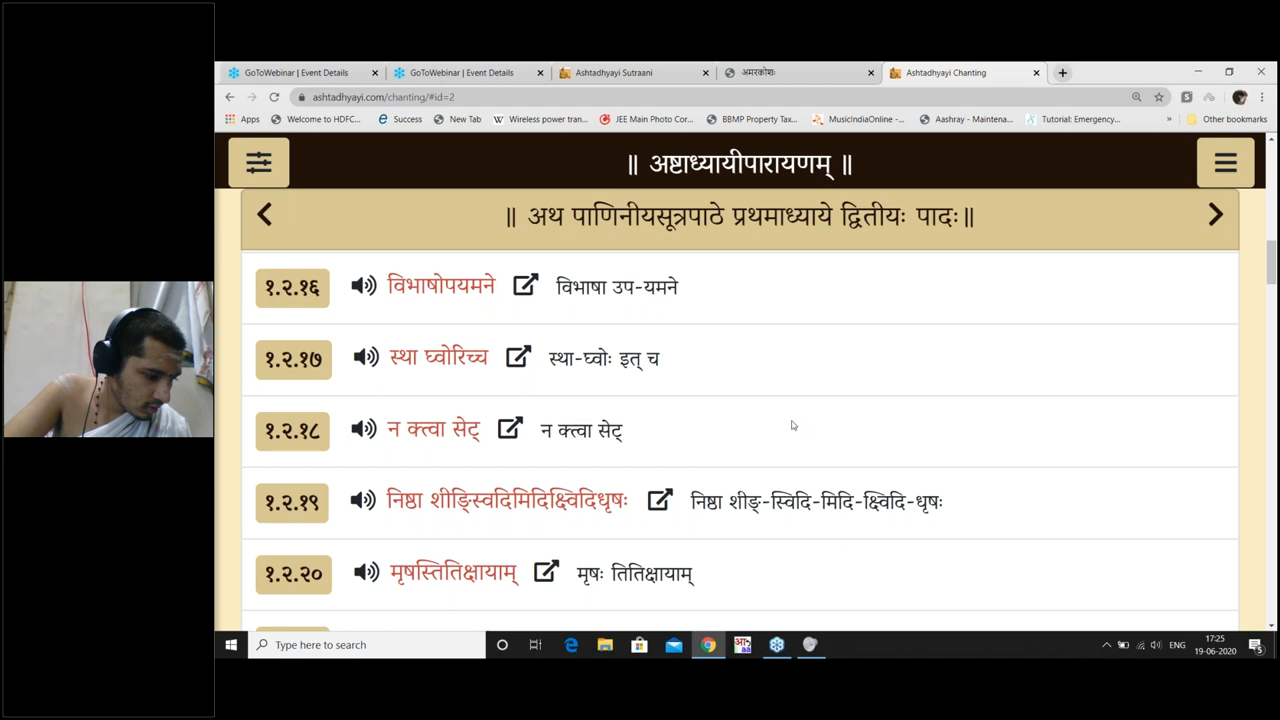 GoToWebinar | Event Details
GoToWebinar | Event Details
Ashtadhyayi Sutraani
अमरकोशः
Ashtadhyayi Chanting
ashtadhyayi.com/chanting/#id=2
Apps
Welcome to HDFC...
Success
New Tab
Wireless power tran...
JEE Main Photo Cor...
BBMP Property Tax...
MusicIndiaOnline -...
Aashray - Maintena...
Tutorial: Emergency...
»
Other bookmarks
॥ अष्टाध्यायीपारायणम् ॥
॥ अथ पाणिनीयसूत्रपाठे प्रथमाध्याये द्वितीयः पादः॥
१.२.१६ विभाषोपयमने विभाषा उप-यमने
१.२.१७ स्था घ्वोरिच्च स्था-घ्वोः इत् च
१.२.१८ न क्त्वा सेट् न क्त्वा सेट्
१.२.१९ निष्ठा शीङ्स्विदिमिदिक्ष्विदिधृषः निष्ठा शीङ्-स्विदि-मिदि-क्ष्विदि-धृषः
१.२.२० मृषस्तितिक्षायाम् मृषः तितिक्षायाम्
Type here to search
ENG
17:25
19-06-2020